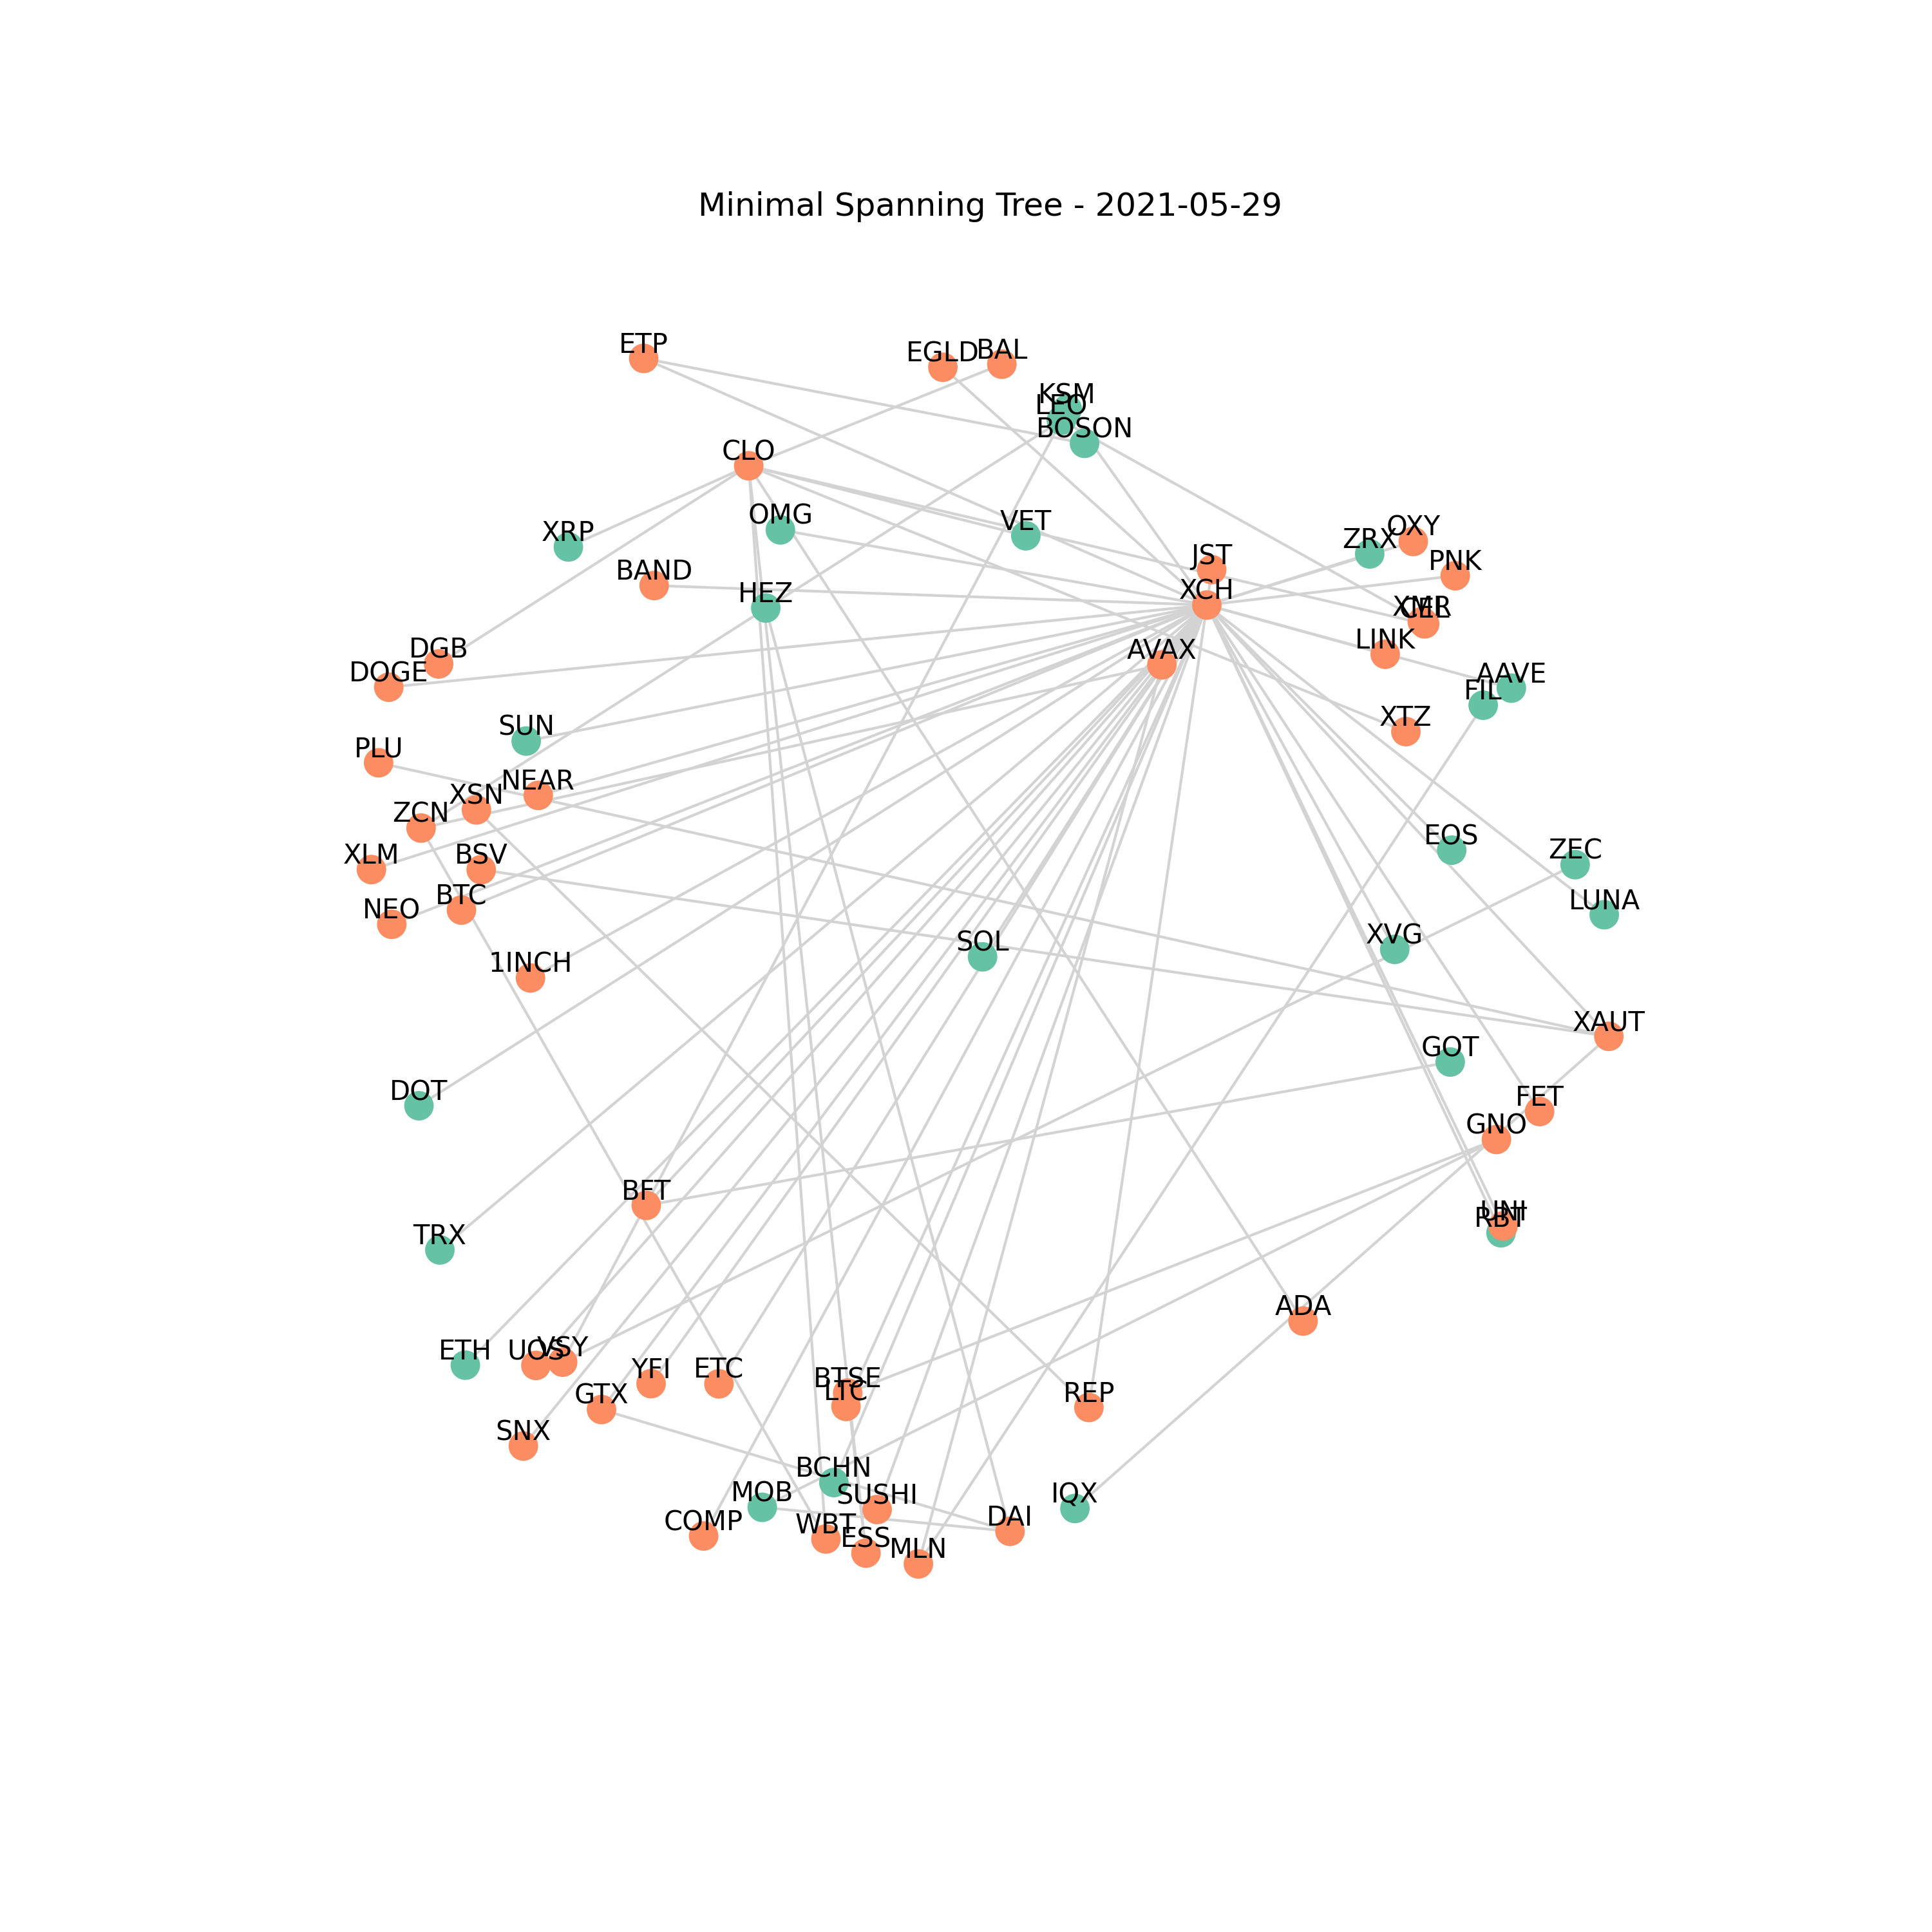 Minimal Spanning Tree - 2021-05-29
ETP
EGLD
BAL
KSM
LEO
BOSON
CLO
OMG
VET
XRP
OXY
ZRX
JST
PNK
BAND
HEZ
XCH
XMR
CEL
LINK
AVAX
DGB
DOGE
AAVE
FIL
XTZ
SUN
PLU
NEAR
XSN
ZCN
EOS
ZEC
XLM
BSV
BTC
NEO
LUNA
XVG
SOL
1INCH
XAUT
GOT
DOT
FET
GNO
BFT
UNI
RBT
TRX
ADA
ETH
UOS
VSY
YFI
ETC
BTSE
LTC
REP
GTX
SNX
BCHN
MOB
SUSHI
IQX
COMP
WBT
ESS
MLN
DAI